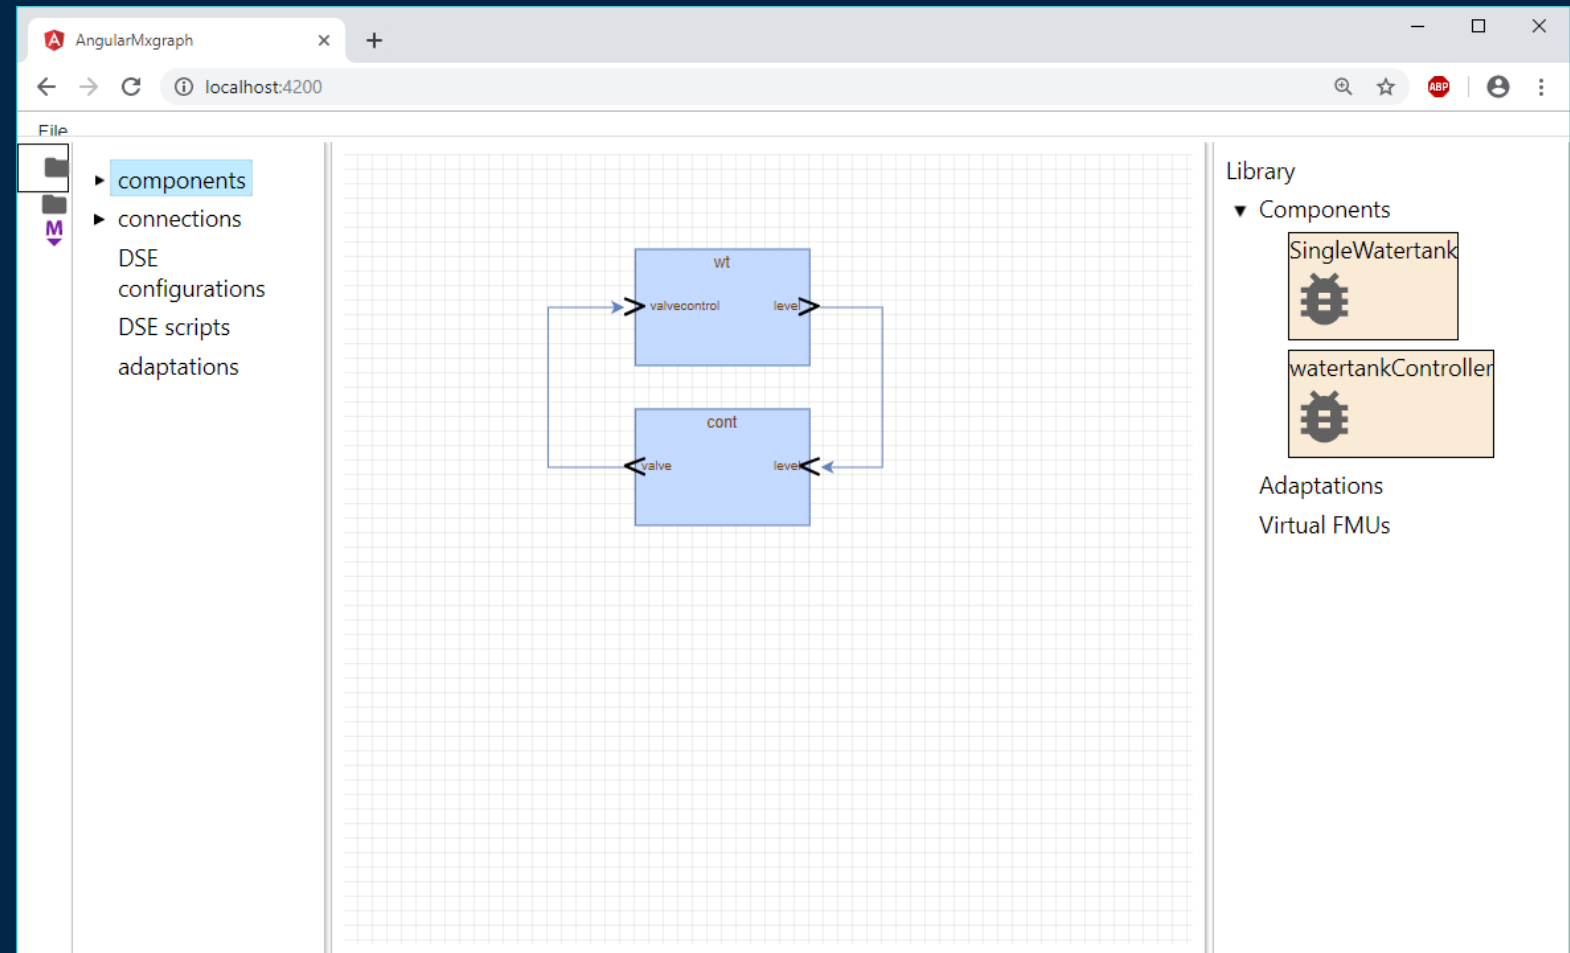 AngularMxgraph
localhost:4200
ABP
File
M
components
connections
DSE
configurations
DSE scripts
adaptations
wt
valvecontrol
level
cont
valve
level
Library
Components
SingleWatertank
watertankController
Adaptations
Virtual FMUs